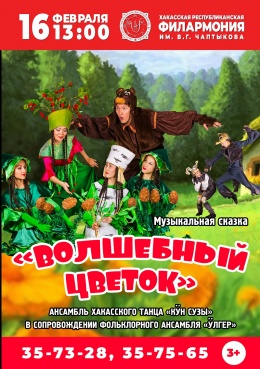 16 ФЕВРАЛЯ
13:00
ХАКАССКАЯ РЕСПУБЛИКАНСКАЯ
ФИЛАРМОНИЯ
ИМ. В.Г. ЧАПТЫКОВА
Музыкальная сказка
«ВОЛШЕБНЫЙ
ЦВЕТОК»
АНСАМБЛЬ ХАКАССКОГО ТАНЦА «КӰН СУЗЫ»
В СОПРОВОЖДЕНИИ ФОЛЬКЛОРНОГО АНСАМБЛЯ «ӰЛГЕР»
35-73-28, 35-75-65 3+